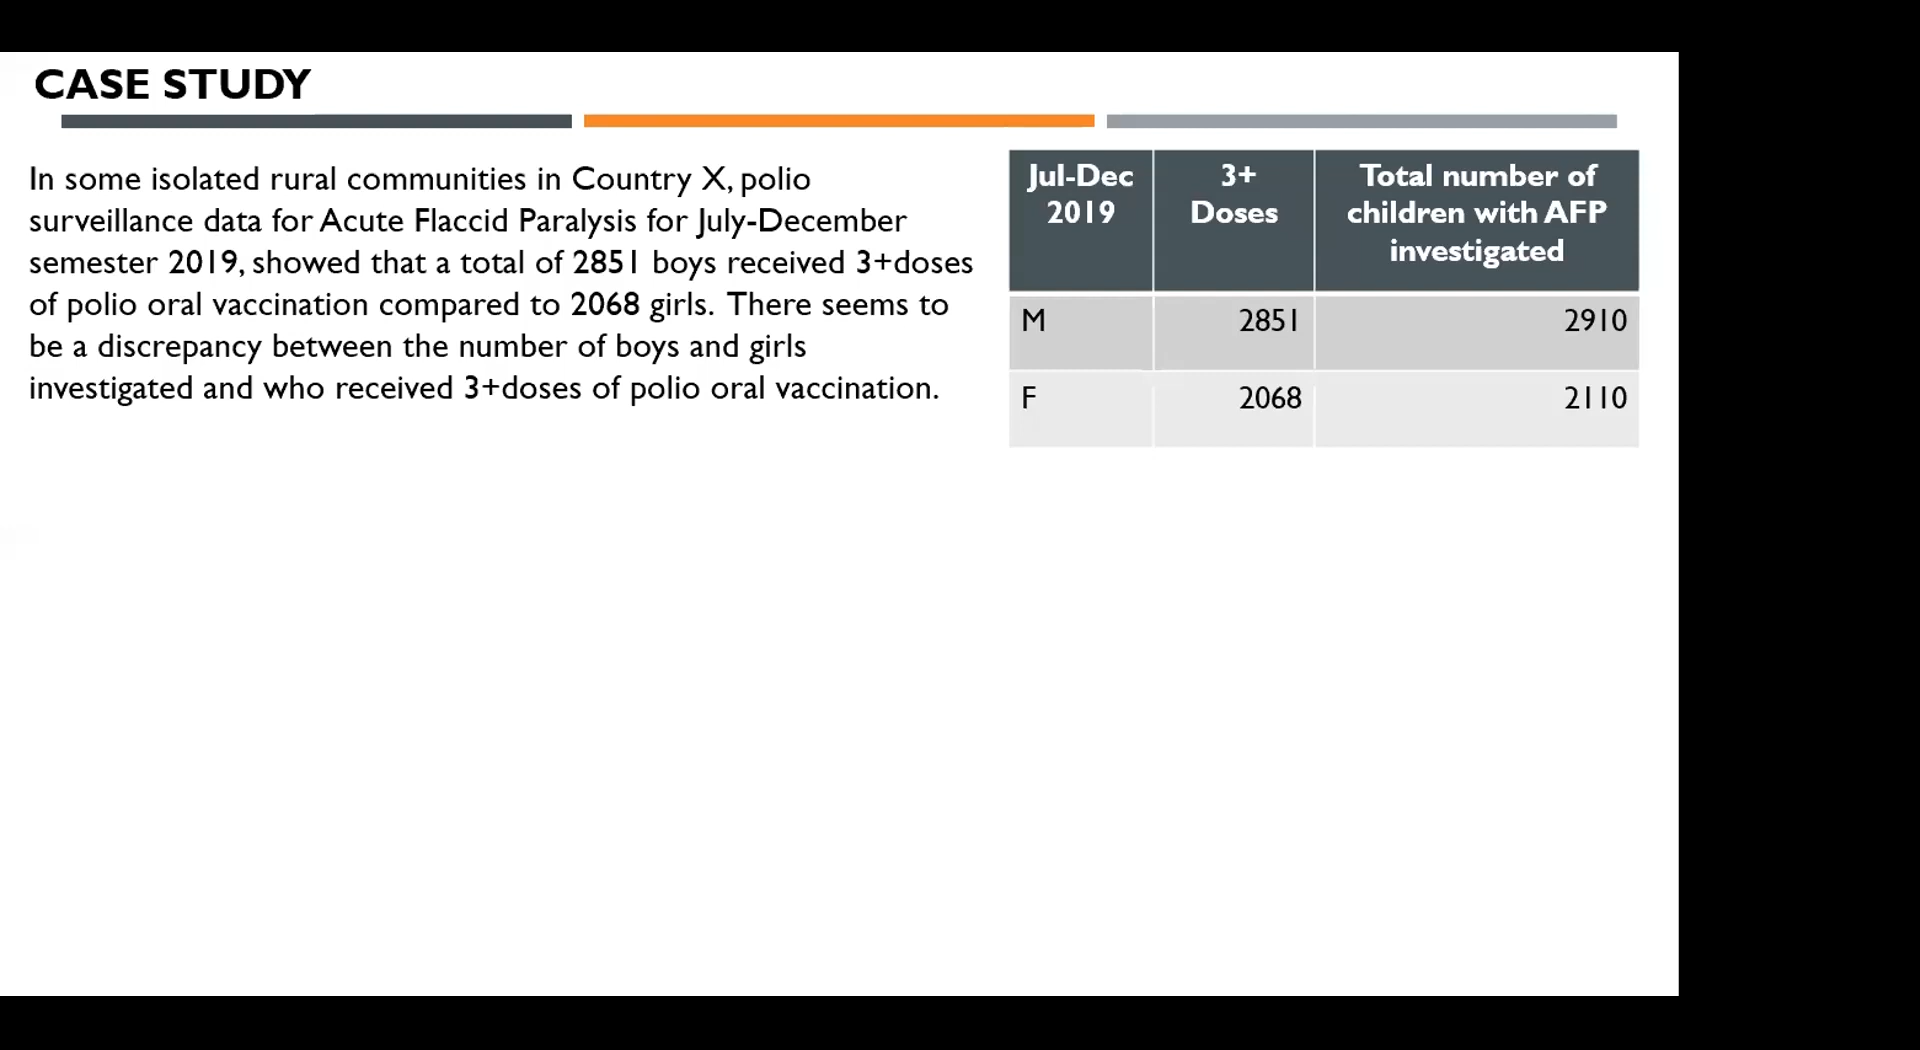 CASE STUDY
In some isolated rural communities in Country X, polio
surveillance data for Acute Flaccid Paralysis for July-December
semester 2019, showed that a total of 2851 boys received 3+doses
of polio oral vaccination compared to 2068 girls. There seems to
be a discrepancy between the number of boys and girls
investigated and who received 3+doses of polio oral vaccination.
Jul-Dec 3+ Total number of
2019 Doses children with AFP
investigated
M 2851 2910
F 2068 2110